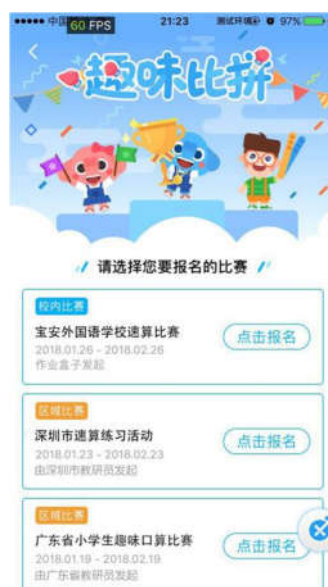 中国 60 FPS 21:23 测试环境 97%
趣味比拼
请选择您要报名的比赛
校内比赛
宝安外国语学校速算比赛
2018.01.26 - 2018.02.26
点击报名
作业盒子发起
区域比赛
深圳市速算练习活动
2018.01.23 - 2018.02.23
点击报名
由深圳市教研员发起
区域比赛
广东省小学生趣味口算比赛
2018.01.19 - 2018.02.19
点击报名
由广东省教研员发起